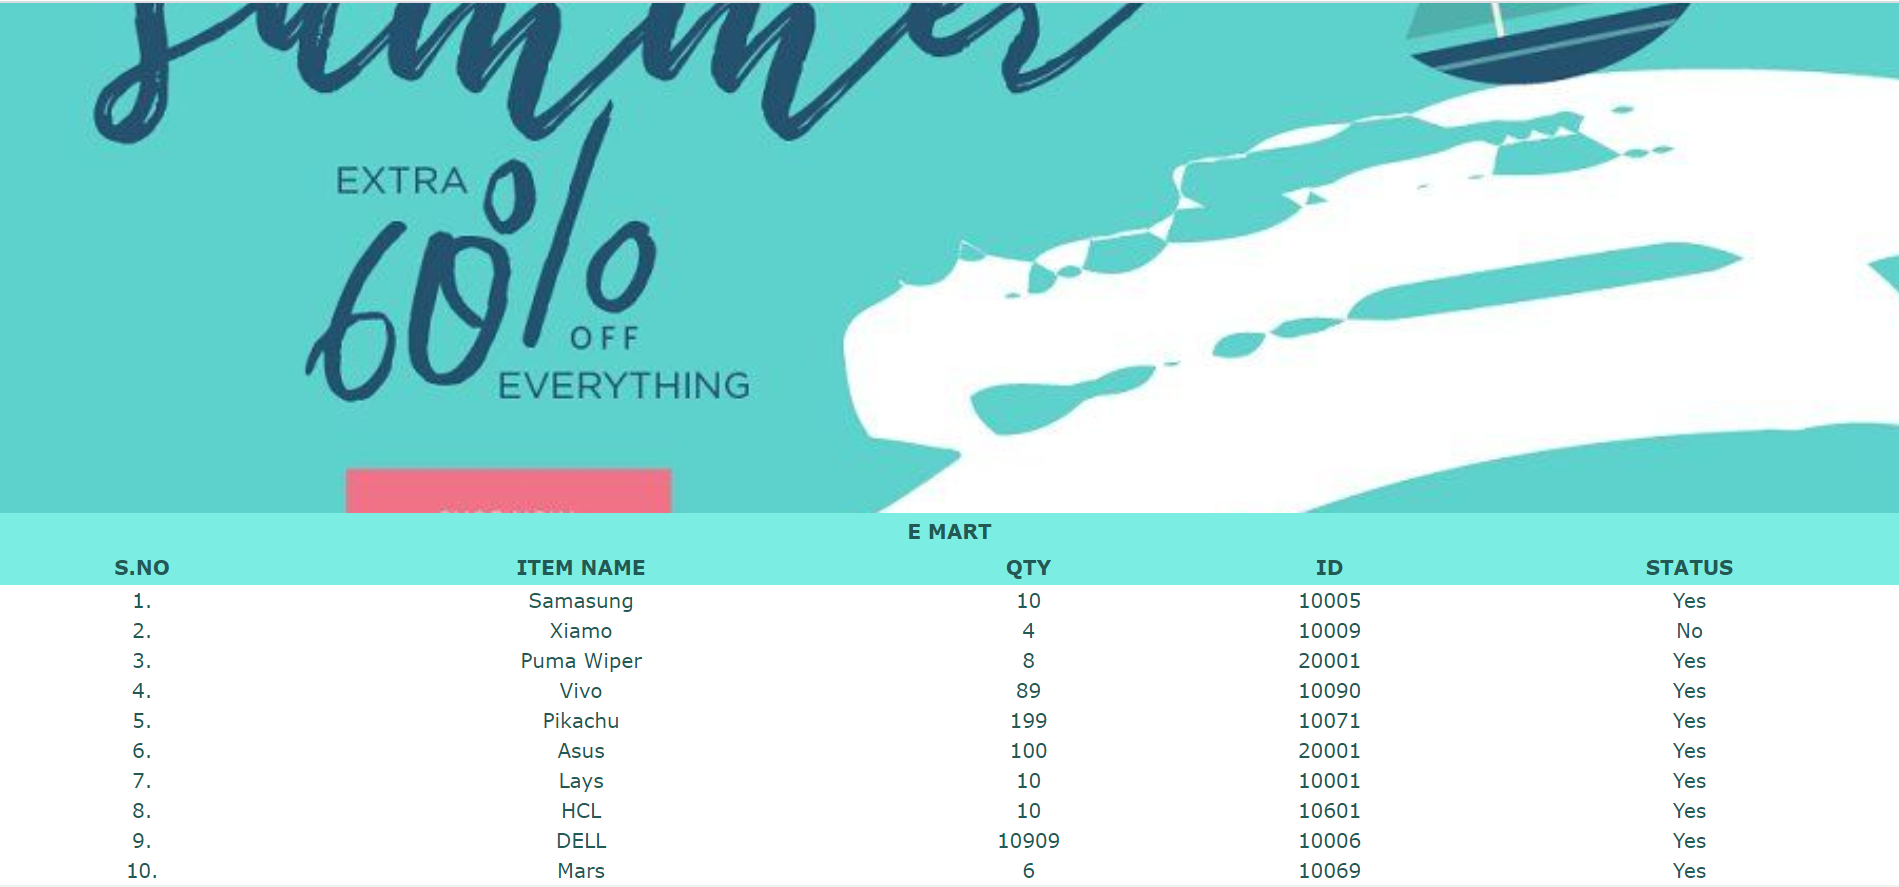 Summer
EXTRA
60%
OFF
EVERYTHING
E MART
S.NO ITEM NAME QTY ID STATUS
1. Samasung 10 10005 Yes
2. Xiamo 4 10009 No
3. Puma Wiper 8 20001 Yes
4. Vivo 89 10090 Yes
5. Pikachu 199 10071 Yes
6. Asus 100 20001 Yes
7. Lays 10 10001 Yes
8. HCL 10 10601 Yes
9. DELL 10909 10006 Yes
10. Mars 6 10069 Yes